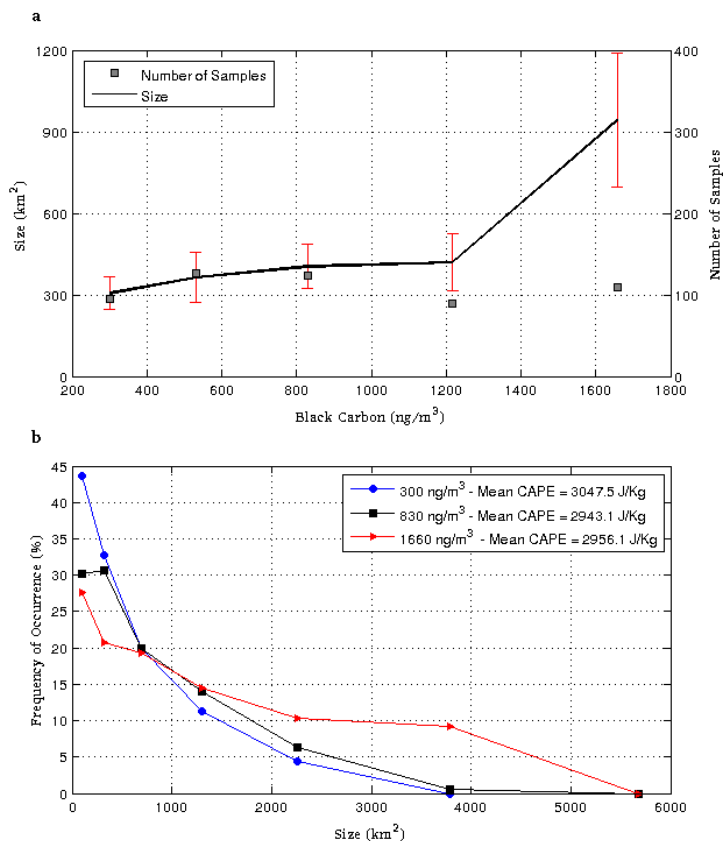 a
1200
900
600
300
0
400
300
200
100
0
Size (km²)
Number of Samples
Number of Samples
Size
200 400 600 800 1000 1200 1400 1600 1800
Black Carbon (ng/m³)
b
45
40
35
30
25
20
15
10
5
0
Frequency of Occurrence (%)
300 ng/m³ - Mean CAPE = 3047.5 J/Kg
830 ng/m³ - Mean CAPE = 2943.1 J/Kg
1660 ng/m³ - Mean CAPE = 2956.1 J/Kg
0 1000 2000 3000 4000 5000 6000
Size (km²)